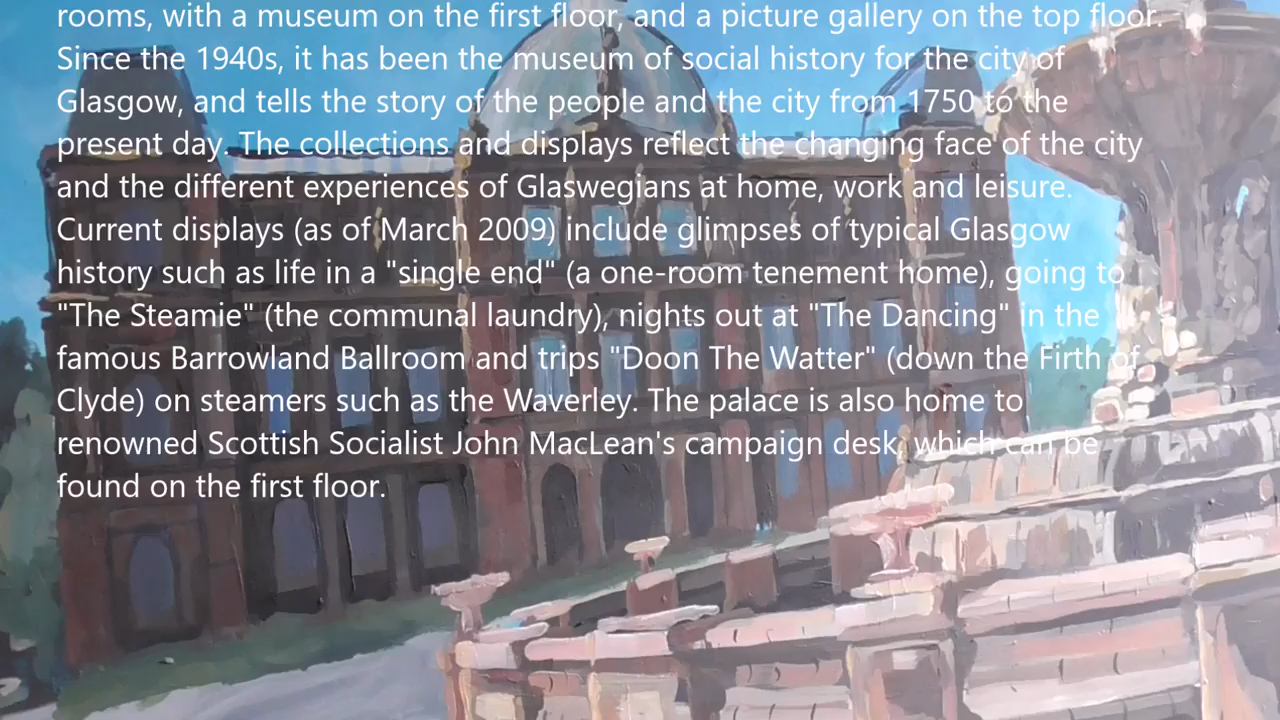 rooms, with a museum on the first floor, and a picture gallery on the top floor.
Since the 1940s, it has been the museum of social history for the city of
Glasgow, and tells the story of the people and the city from 1750 to the
present day. The collections and displays reflect the changing face of the city
and the different experiences of Glaswegians at home, work and leisure.
Current displays (as of March 2009) include glimpses of typical Glasgow
history such as life in a "single end" (a one-room tenement home), going to
"The Steamie" (the communal laundry), nights out at "The Dancing" in the
famous Barrowland Ballroom and trips "Doon The Watter" (down the Firth of
Clyde) on steamers such as the Waverley. The palace is also home to
renowned Scottish Socialist John MacLean's campaign desk, which can be
found on the first floor.